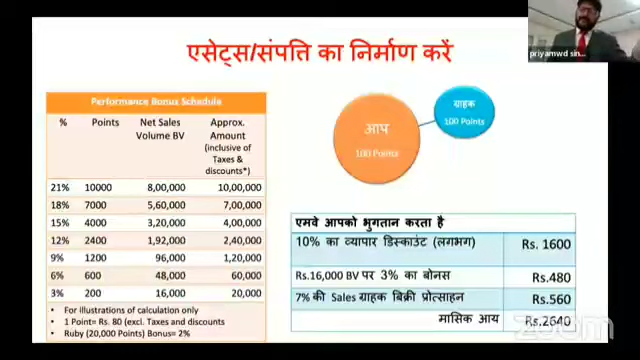 एसेट्स/संपत्ति का निर्माण करें
priyamwd sin...
Performance Bonus Schedule
% Points Net Sales Volume BV Approx. Amount (inclusive of Taxes & discounts*)
21% 10000 8,00,000 10,00,000
18% 7000 5,60,000 7,00,000
15% 4000 3,20,000 4,00,000
12% 2400 1,92,000 2,40,000
9% 1200 96,000 1,20,000
6% 600 48,000 60,000
3% 200 16,000 20,000
• For illustrations of calculation only
• 1 Point= Rs. 80 (excl. Taxes and discounts
• Ruby (20,000 Points) Bonus= 2%
आप
100 Points
ग्राहक
100 Points
एमवे आपको भुगतान करता है
10% का व्यापार डिस्काउंट (लगभग) Rs. 1600
Rs.16,000 BV पर 3% का बोनस Rs.480
7% की Sales ग्राहक बिक्री प्रोत्साहन Rs.560
मासिक आय Rs.2640
zoom